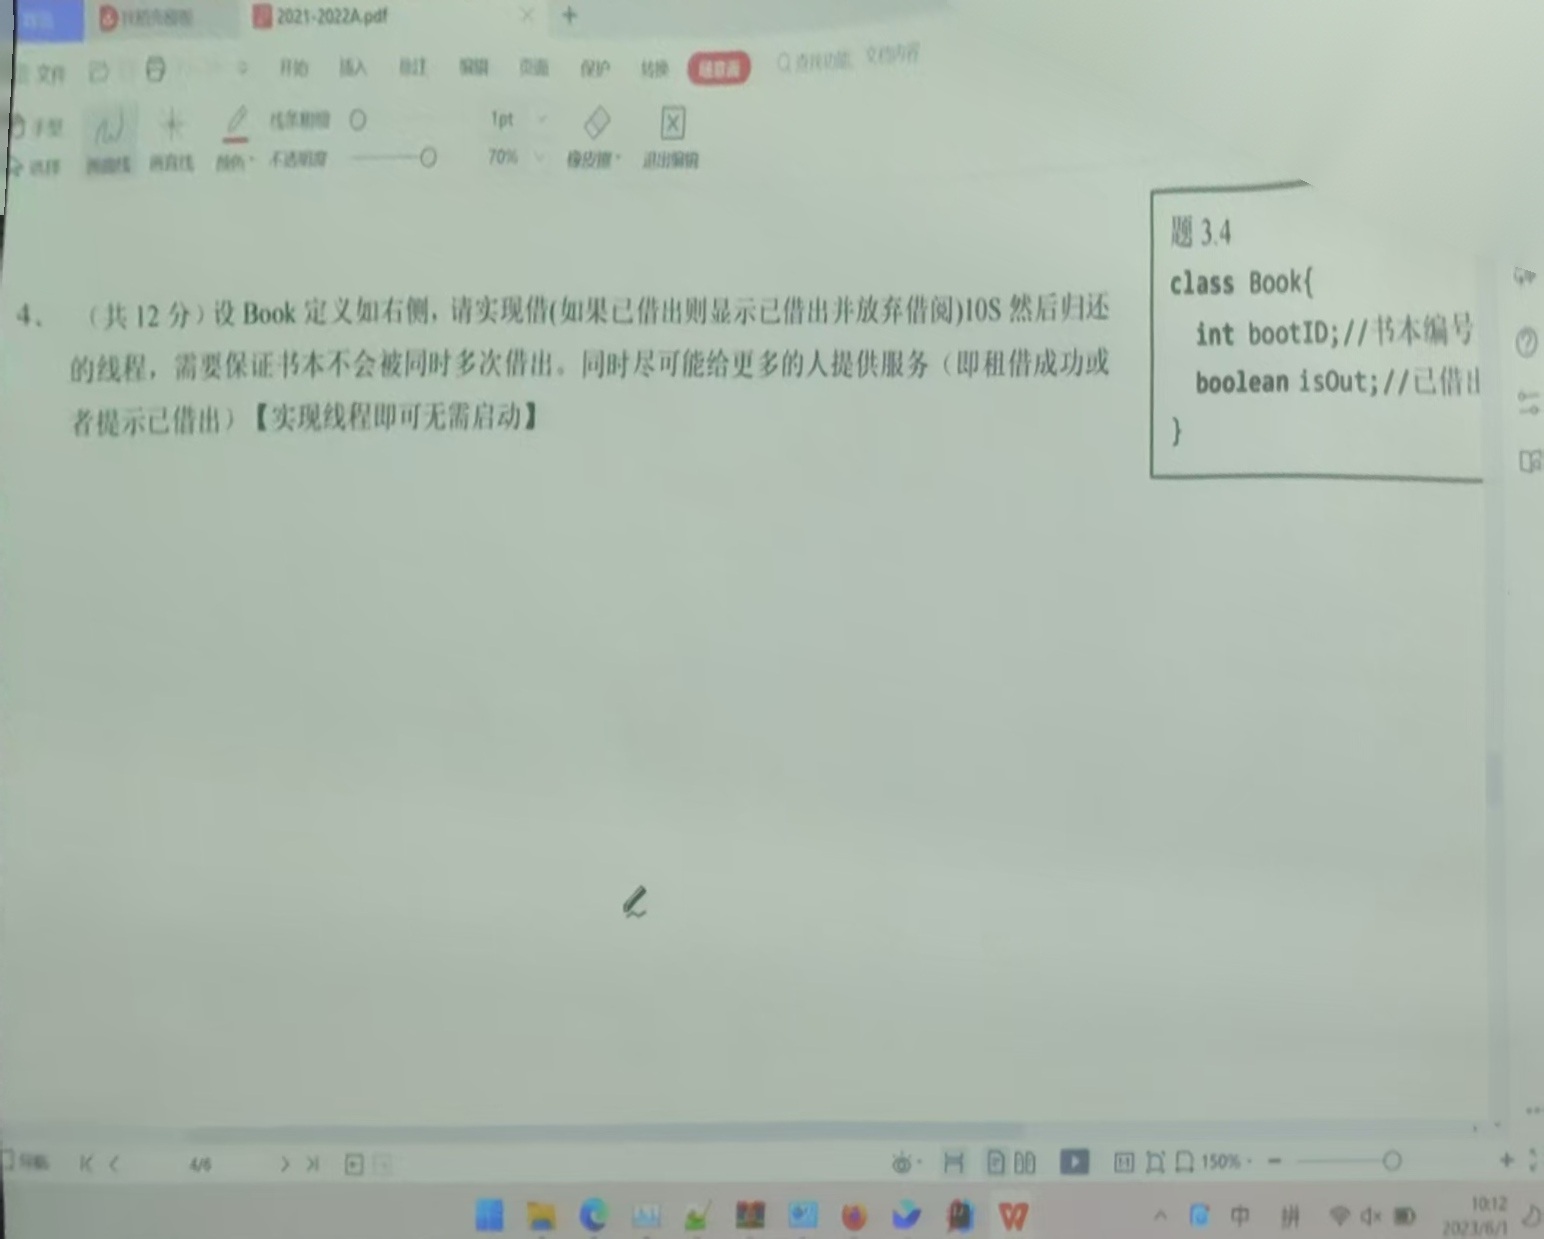 2021-2022A.pdf
文件
开始 插入 批注 编辑 页面 保护 转换 随意画 查找功能、文档内容
手型 线条粗细 1pt
选择 画曲线 画直线 颜色 不透明度 70% 橡皮擦 退出编辑
题 3.4
class Book{
int bootID;//书本编号
boolean isOut;//已借出
}
4、 （共 12 分）设 Book 定义如右侧，请实现借(如果已借出则显示已借出并放弃借阅)10S 然后归还
的线程，需要保证书本不会被同时多次借出。同时尽可能给更多的人提供服务（即租借成功或
者提示已借出）【实现线程即可无需启动】
导航 4/6 150%
中 拼 10:12
2023/6/1